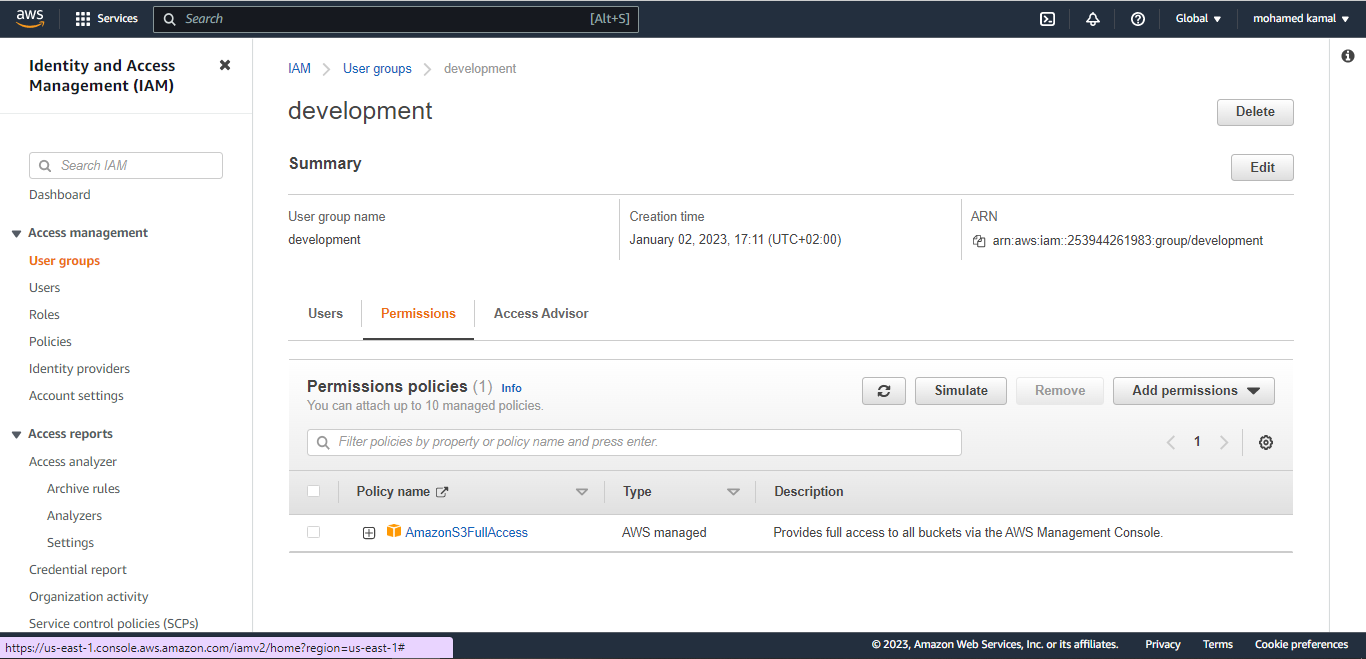 aws
Services
Search
[Alt+S]
Global
mohamed kamal
Identity and Access
Management (IAM)
Search IAM
Dashboard
Access management
User groups
Users
Roles
Policies
Identity providers
Account settings
Access reports
Access analyzer
Archive rules
Analyzers
Settings
Credential report
Organization activity
Service control policies (SCPs)
IAM
User groups
development
development
Delete
Summary
Edit
User group name
development
Creation time
January 02, 2023, 17:11 (UTC+02:00)
ARN
arn:aws:iam::253944261983:group/development
Users
Permissions
Access Advisor
Permissions policies (1) Info
You can attach up to 10 managed policies.
Simulate
Remove
Add permissions
Filter policies by property or policy name and press enter.
1
Policy name
Type
Description
AmazonS3FullAccess
AWS managed
Provides full access to all buckets via the AWS Management Console.
https://us-east-1.console.aws.amazon.com/iamv2/home?region=us-east-1#
© 2023, Amazon Web Services, Inc. or its affiliates.
Privacy
Terms
Cookie preferences